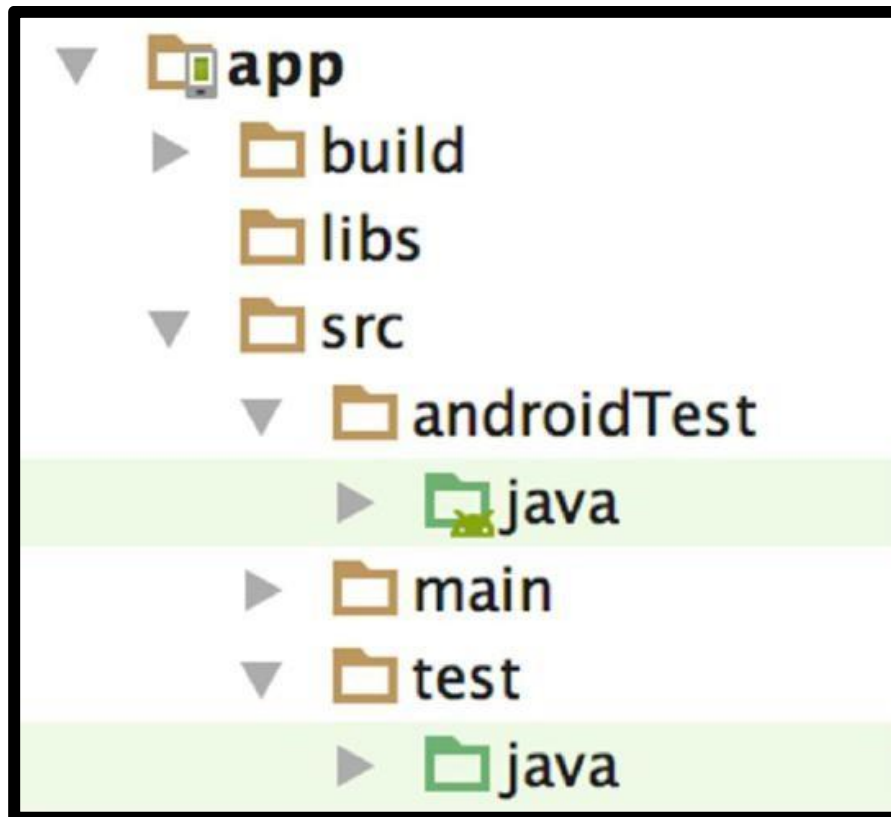 app
build
libs
src
androidTest
java
main
test
java